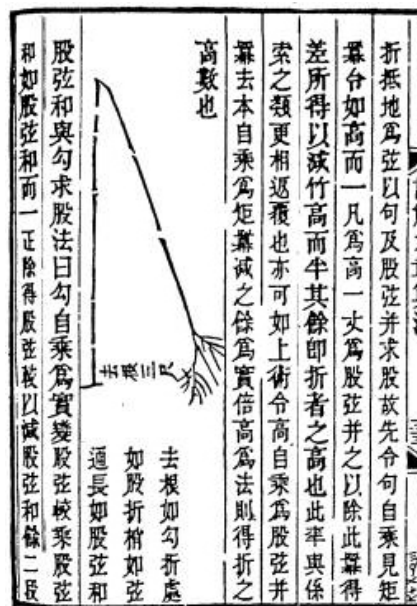 折抵地爲弦以句及股弦并求股故先令句自乘見矩
羃台如高而一凡爲高一丈爲股弦并之以除此羃得
差所得以減竹高而半其餘卽折者之高也此率與係
索之類更相返覆也亦可如上術令高自乘爲股弦并
羃去本自乘爲矩羃減之餘爲實倍高爲法則得折之
高數也
去根三尺
去根如勾折處
如股折梢如弦
通長如股弦和
股弦和與勾求股法曰勾自乘爲實變股弦較乘股弦
和如股弦和而一正除得股弦較以減股弦和餘二段